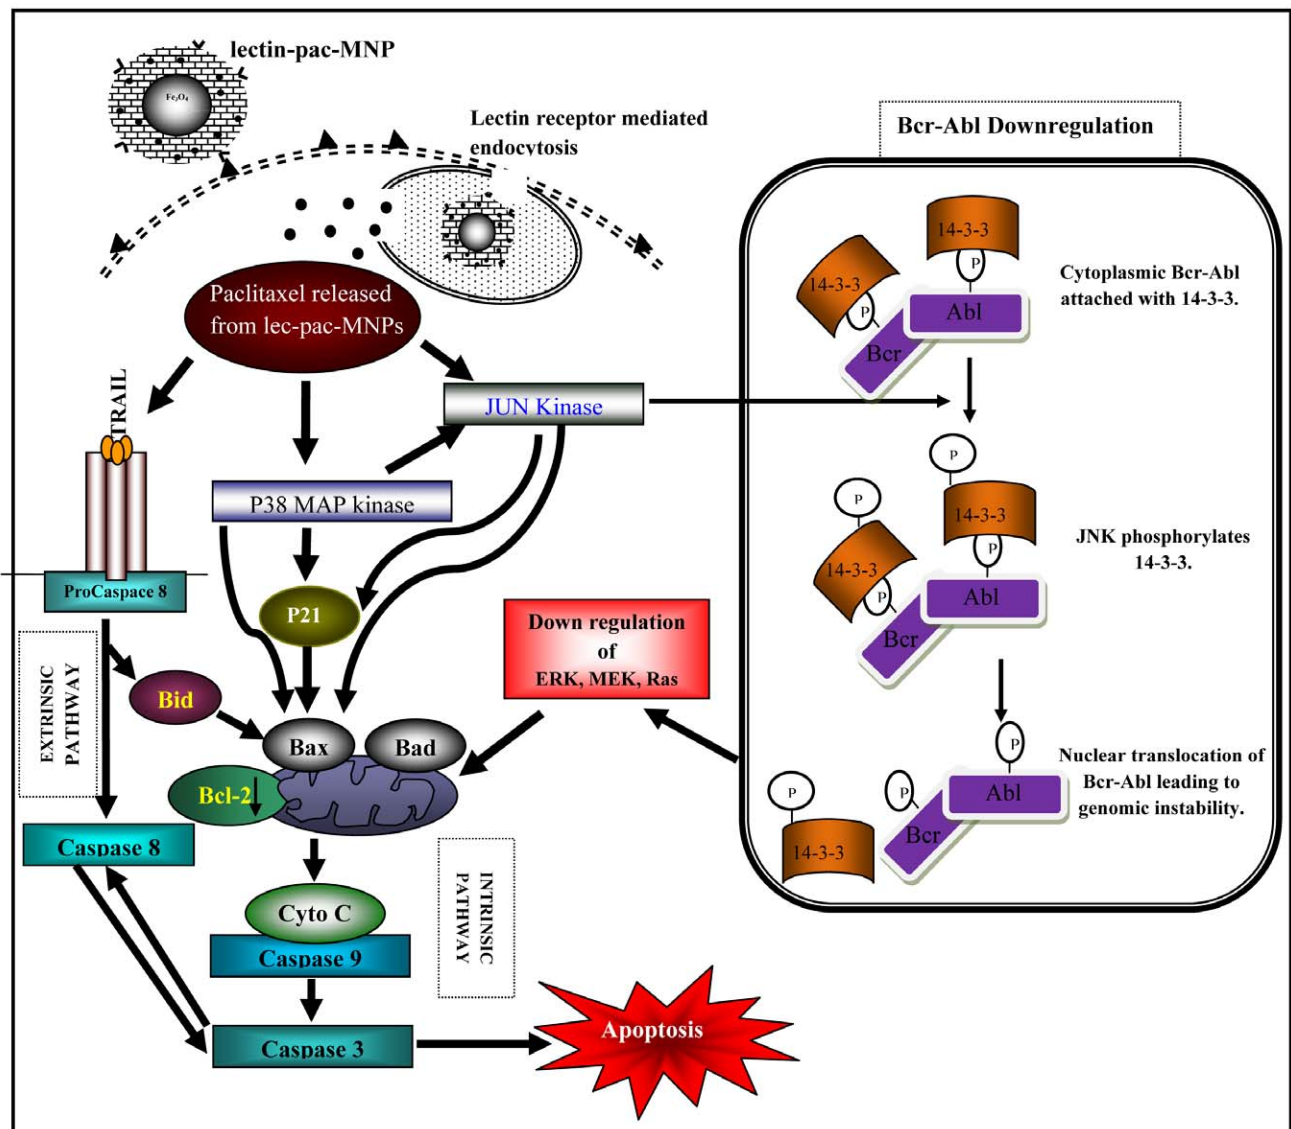 lectin-pac-MNP
Fe₃O₄
Lectin receptor mediated
endocytosis
Bcr-Abl Downregulation
14-3-3
14-3-3
P
P
Abl
Bcr
Cytoplasmic Bcr-Abl
attached with 14-3-3.
Paclitaxel released
from lec-pac-MNPs
TRAIL
JUN Kinase
P38 MAP kinase
P
P
14-3-3
14-3-3
P
P
Abl
Bcr
JNK phosphorylates
14-3-3.
ProCaspace 8
P21
Down regulation
of
ERK, MEK, Ras
EXTRINSIC
PATHWAY
Bid
Bax
Bad
Bcl-2
P
P
P
Abl
Bcr
14-3-3
Nuclear translocation of
Bcr-Abl leading to
genomic instability.
Caspase 8
Cyto C
Caspase 9
INTRINSIC
PATHWAY
Caspase 3
Apoptosis